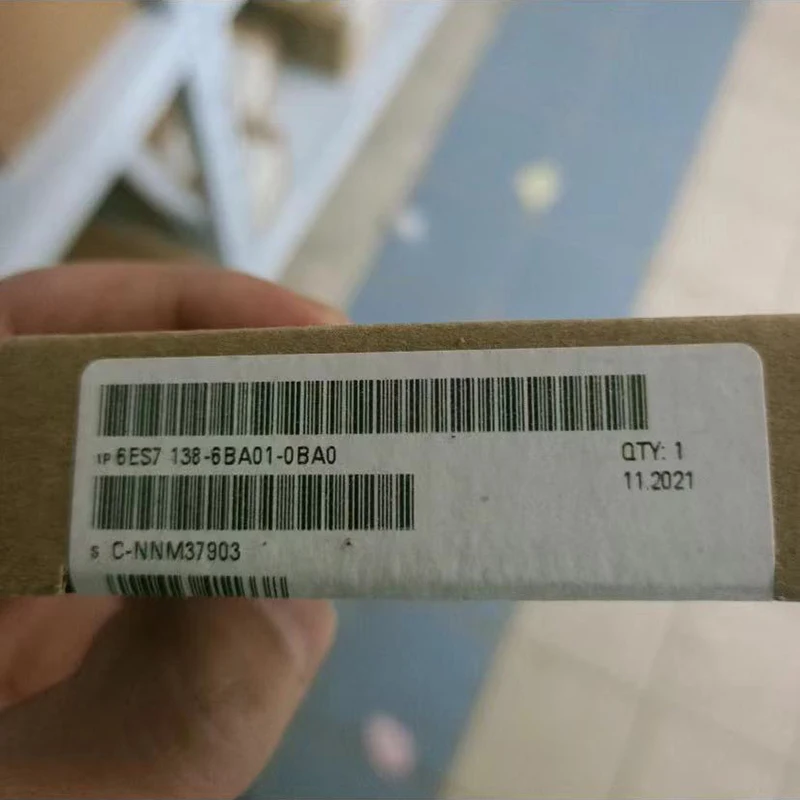 1P 6ES7 138-6BA01-0BA0
QTY: 1
11.2021
S C-NNM37903